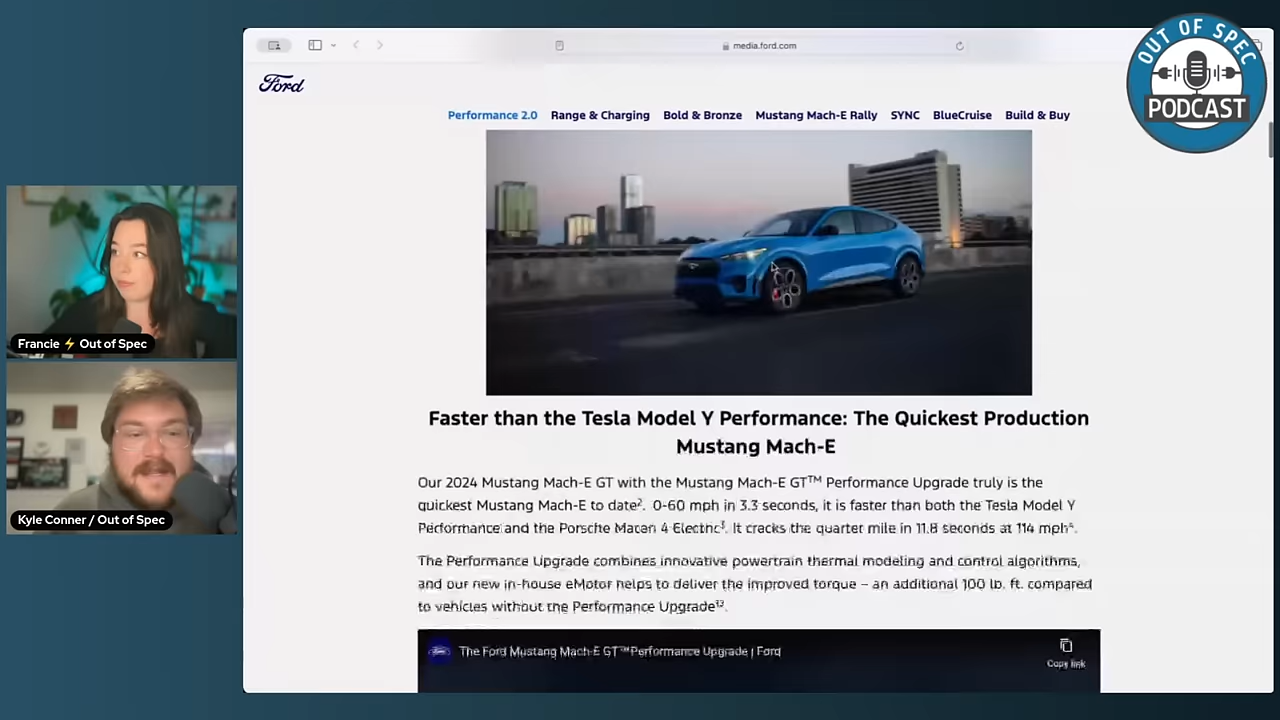 OUT OF SPEC
PODCAST
media.ford.com
Ford
Performance 2.0 Range & Charging Bold & Bronze Mustang Mach-E Rally SYNC BlueCruise Build & Buy
Faster than the Tesla Model Y Performance: The Quickest Production
Mustang Mach-E
Our 2024 Mustang Mach-E GT with the Mustang Mach-E GT™ Performance Upgrade truly is the
quickest Mustang Mach-E to date². 0-60 mph in 3.3 seconds, it is faster than both the Tesla Model Y
Performance and the Porsche Macan 4 Electric³. It cracks the quarter mile in 11.8 seconds at 114 mph⁴.
The Performance Upgrade combines innovative powertrain thermal modeling and control algorithms,
and our new in-house eMotor helps to deliver the improved torque – an additional 100 lb. ft. compared
to vehicles without the Performance Upgrade³³.
Ford
The Ford Mustang Mach-E GT™ Performance Upgrade | Ford
Copy link
Francie ⚡ Out of Spec
Kyle Conner / Out of Spec